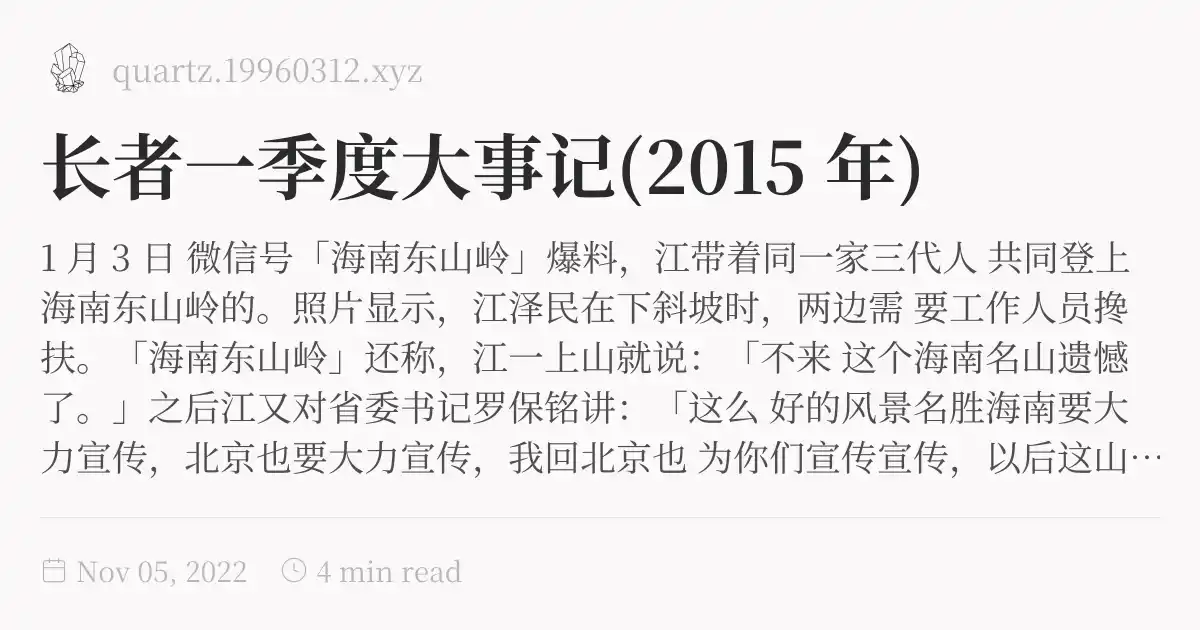 quartz.19960312.xyz
长者一季度大事记(2015 年)
1 月 3 日 微信号「海南东山岭」爆料，江带着同一家三代人 共同登上
海南东山岭的。照片显示，江泽民在下斜坡时，两边需 要工作人员搀
扶。「海南东山岭」还称，江一上山就说：「不来 这个海南名山遗憾
了。」之后江又对省委书记罗保铭讲：「这么 好的风景名胜海南要大
力宣传，北京也要大力宣传，我回北京也 为你们宣传宣传，以后这山…
Nov 05, 2022 4 min read